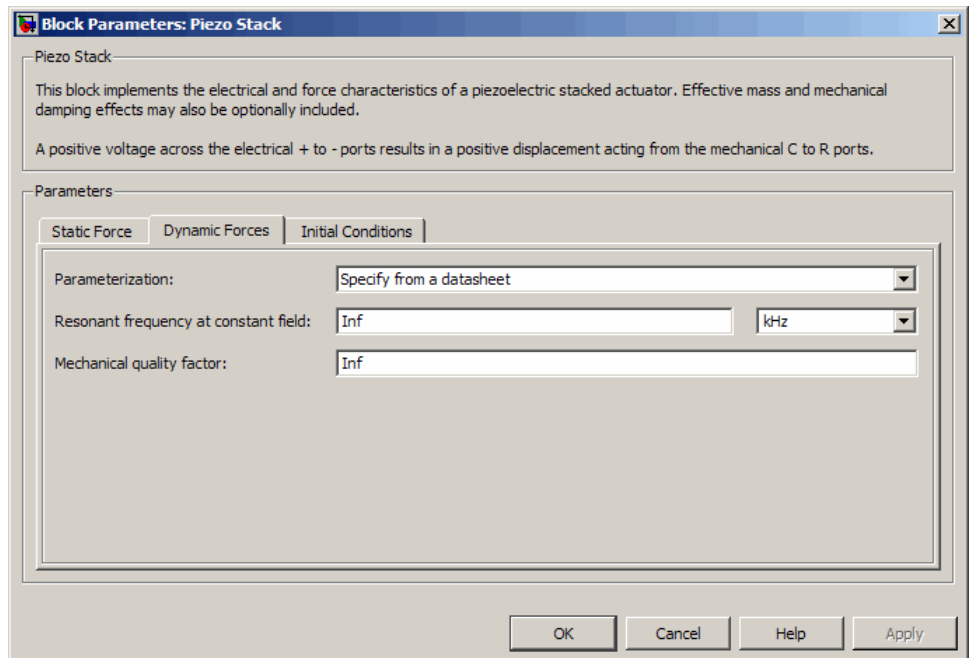 Block Parameters: Piezo Stack
Piezo Stack
This block implements the electrical and force characteristics of a piezoelectric stacked actuator. Effective mass and mechanical
damping effects may also be optionally included.
A positive voltage across the electrical + to - ports results in a positive displacement acting from the mechanical C to R ports.
Parameters
Static Force Dynamic Forces Initial Conditions
Parameterization: Specify from a datasheet
Resonant frequency at constant field: Inf kHz
Mechanical quality factor: Inf
OK Cancel Help Apply